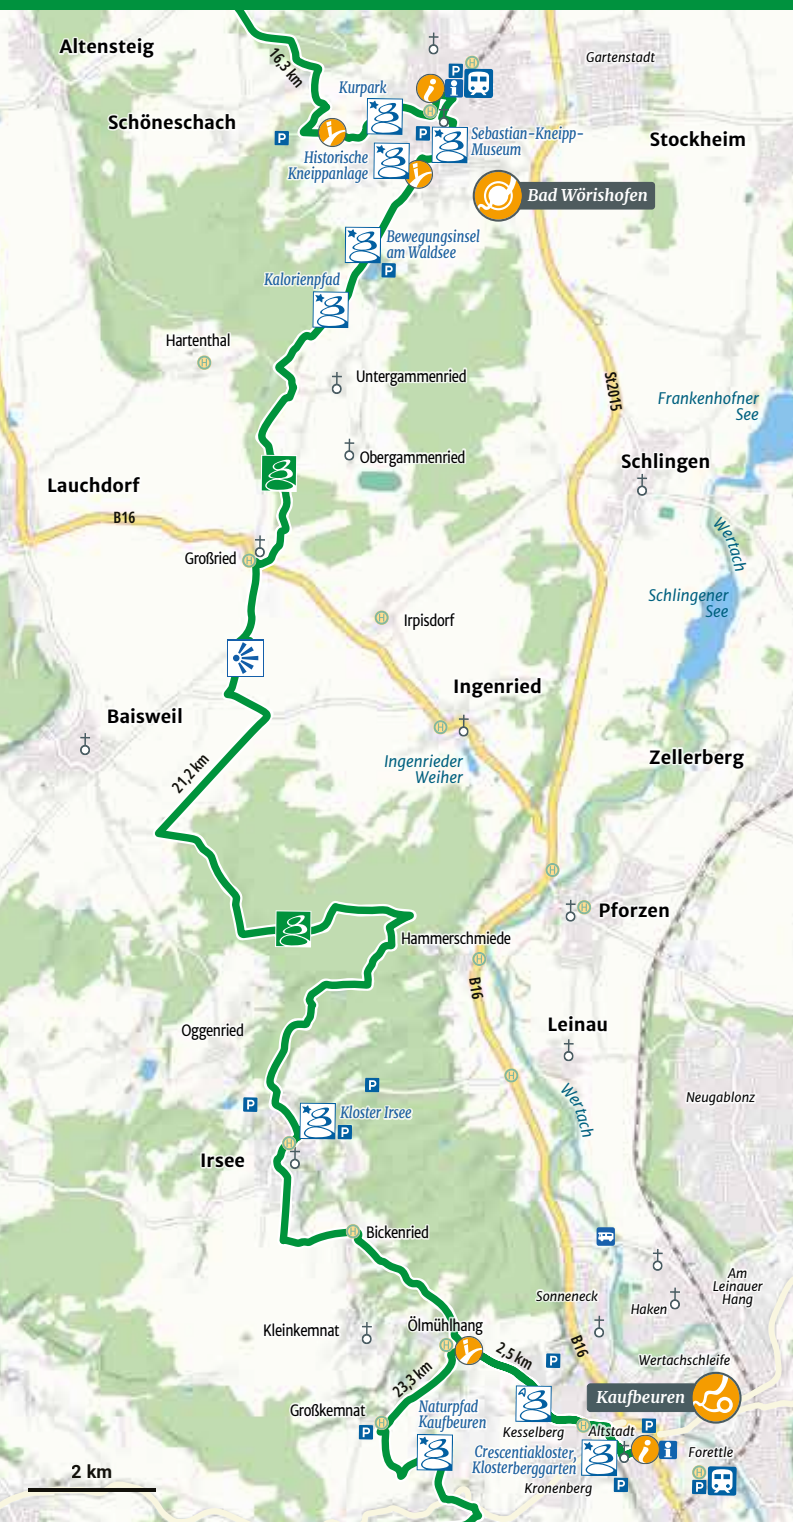 Altensteig
Gartenstadt
16,3 km
P
i
Kurpark
H
Schöneschach
P
i
H
P
Sebastian-Kneipp-
Museum
Stockheim
Historische
Kneippanlage
i
Bad Wörishofen
Bewegungsinsel
am Waldsee
P
Kalorienpfad
Hartenthal
H
Untergammenried
St2015
Frankenhofner
See
Obergammenried
Schlingen
Lauchdorf
B16
Wertach
Großried
H
Schlingener
See
H
Irpisdorf
Ingenried
Baisweil
H
Ingenrieder
Weiher
Zellerberg
21,2 km
H
H
Pforzen
Hammerschmiede
H
B16
Leinau
Oggenried
H
P
P
Wertach
Neugablonz
Kloster Irsee
P
H
Irsee
H
Bickenried
Am
Leinauer
Hang
Sonneneck
Haken
Kleinkemnat
Ölmühlhang
H
i
2,5 km
P
B16
Wertachschleife
23,3 km
Kaufbeuren
Großkemnat
H
P
Naturpfad
Kaufbeuren
A
Kesselberg
H
Altstadt
P
Crescentiakloster,
Klosterberggarten
i
i
Forettle
H
P
Kronenberg
P
2 km